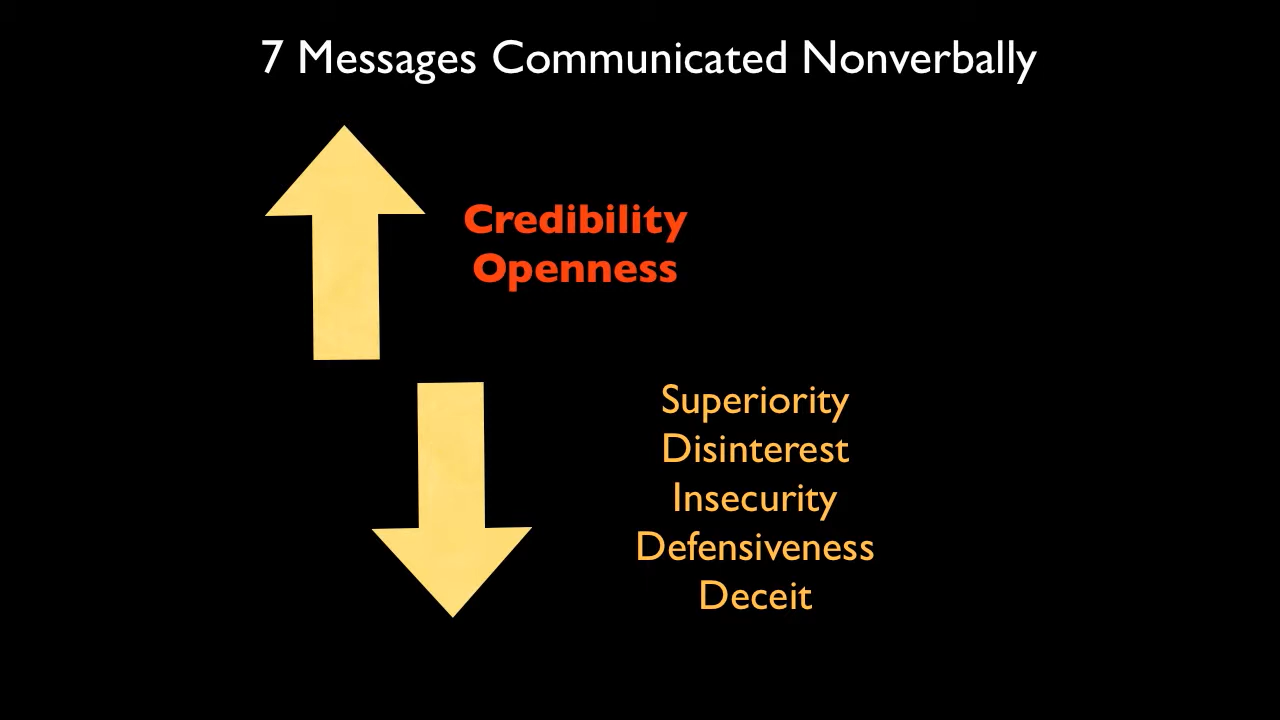 7 Messages Communicated Nonverbally
Credibility
Openness
Superiority
Disinterest
Insecurity
Defensiveness
Deceit